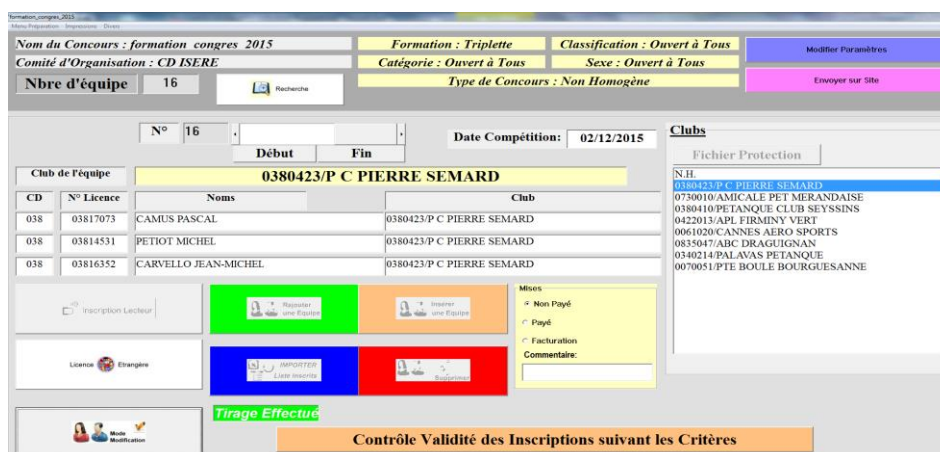 formation_congres_2015
Menu Préparation Impressions Divers
Nom du Concours : formation congres 2015
Formation : Triplette
Classification : Ouvert à Tous
Modifier Paramètres
Comité d'Organisation : CD ISERE
Catégorie : Ouvert à Tous
Sexe : Ouvert à Tous
Nbre d'équipe 16
Recherche
Type de Concours : Non Homogène
Envoyer sur Site
N° 16
Début Fin
Date Compétition: 02/12/2015
Clubs
Fichier Protection
Club de l'équipe
0380423/P C PIERRE SEMARD
CD N° Licence Noms Club
038 03817073 CAMUS PASCAL 0380423/P C PIERRE SEMARD
038 03814531 PETIOT MICHEL 0380423/P C PIERRE SEMARD
038 03816352 CARVELLO JEAN-MICHEL 0380423/P C PIERRE SEMARD
N.H.
0380423/P C PIERRE SEMARD
0730010/AMICALE PET MERANDAISE
0380410/PETANQUE CLUB SEYSSINS
0422013/APL FIRMINY VERT
0061020/CANNES AERO SPORTS
0835047/ABC DRAGUIGNAN
0340214/PALAVAS PETANQUE
0070051/PTE BOULE BOURGUESANNE
Inscription Lecteur
Rajouter
une Equipe
Insérer
une Equipe
Mises
Non Payé
Payé
Facturation
Commentaire:
Licence Etrangère
IMPORTER
Liste inscrits
Supprimer
Mode
Modification
Tirage Effectué
Contrôle Validité des Inscriptions suivant les Critères